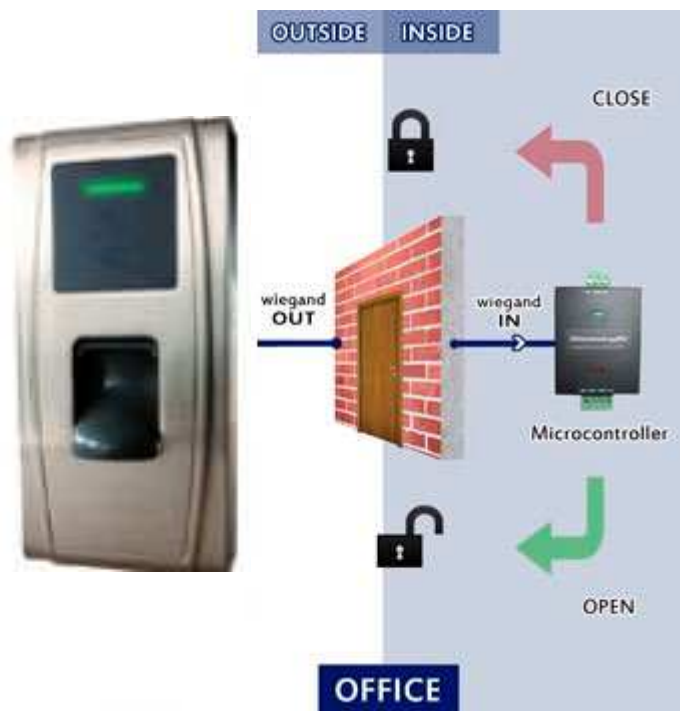 OUTSIDE INSIDE
CLOSE
wiegand
OUT
wiegand
IN
Microcontroller
OPEN
OFFICE